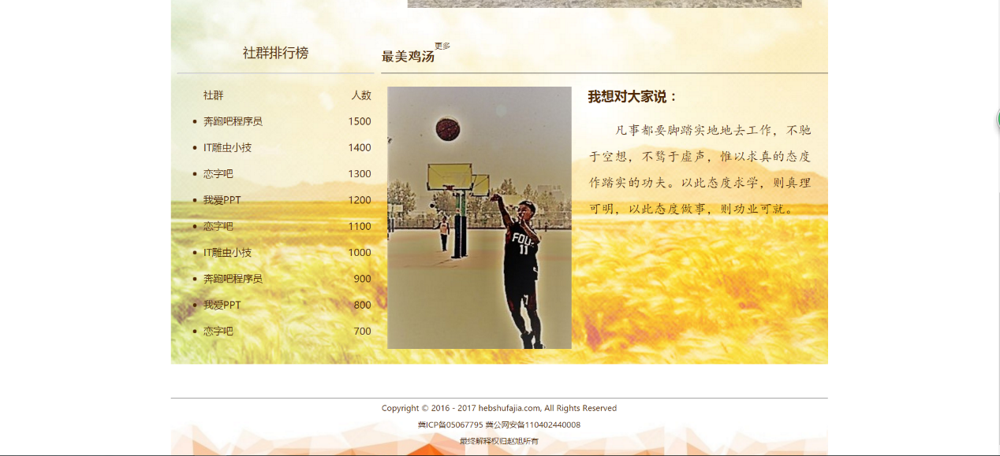 社群排行榜
最美鸡汤
更多
社群 人数
奔跑吧程序员 1500
IT雕虫小技 1400
恋字吧 1300
我爱PPT 1200
恋字吧 1100
IT雕虫小技 1000
奔跑吧程序员 900
我爱PPT 800
恋字吧 700
FOUR
11
7
我想对大家说：
凡事都要脚踏实地地去工作，不驰
于空想，不骛于虚声，惟以求真的态度
作踏实的功夫。以此态度求学，则真理
可明，以此态度做事，则功业可就。
Copyright © 2016 - 2017 hebshufajia.com, All Rights Reserved
冀ICP备05067795 冀公网安备110402440008
最终解释权归赵旭所有